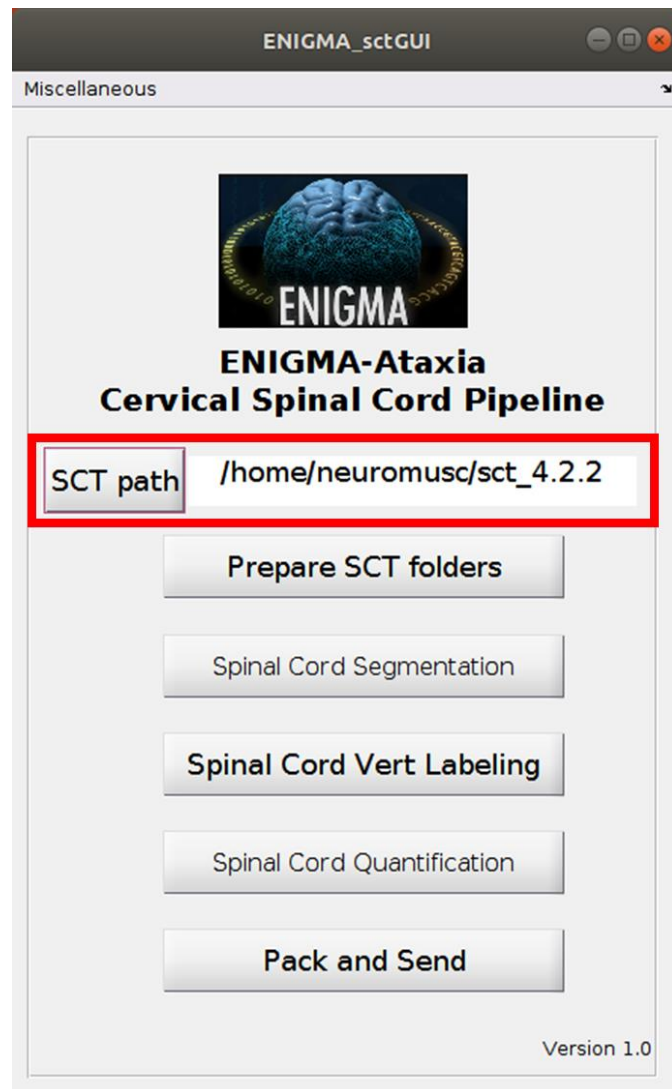 ENIGMA_sctGUI
Miscellaneous
ENIGMA
ENIGMA-Ataxia
Cervical Spinal Cord Pipeline
SCT path /home/neuromusc/sct_4.2.2
Prepare SCT folders
Spinal Cord Segmentation
Spinal Cord Vert Labeling
Spinal Cord Quantification
Pack and Send
Version 1.0